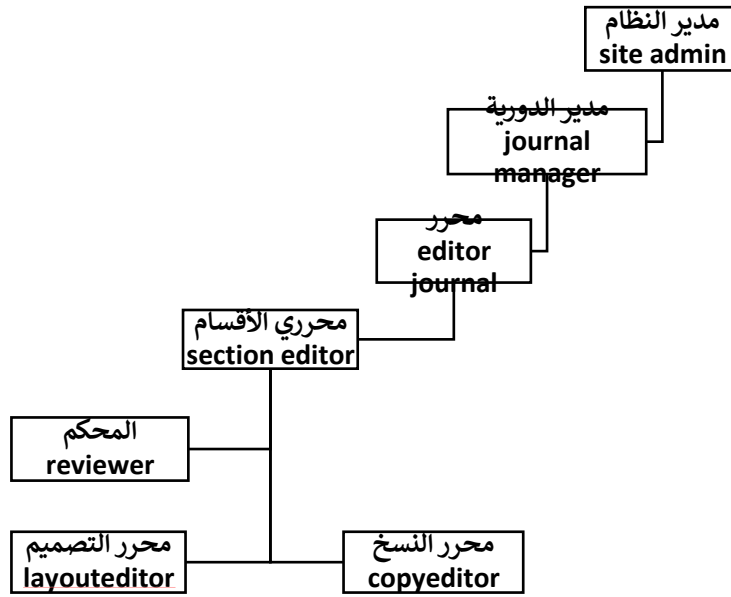 مدير النظام
site admin
مدير الدورية
journal
manager
محرر
editor
journal
محرري الأقسام
section editor
المحكم
reviewer
محرر التصميم
layouteditor
محرر النسخ
copyeditor